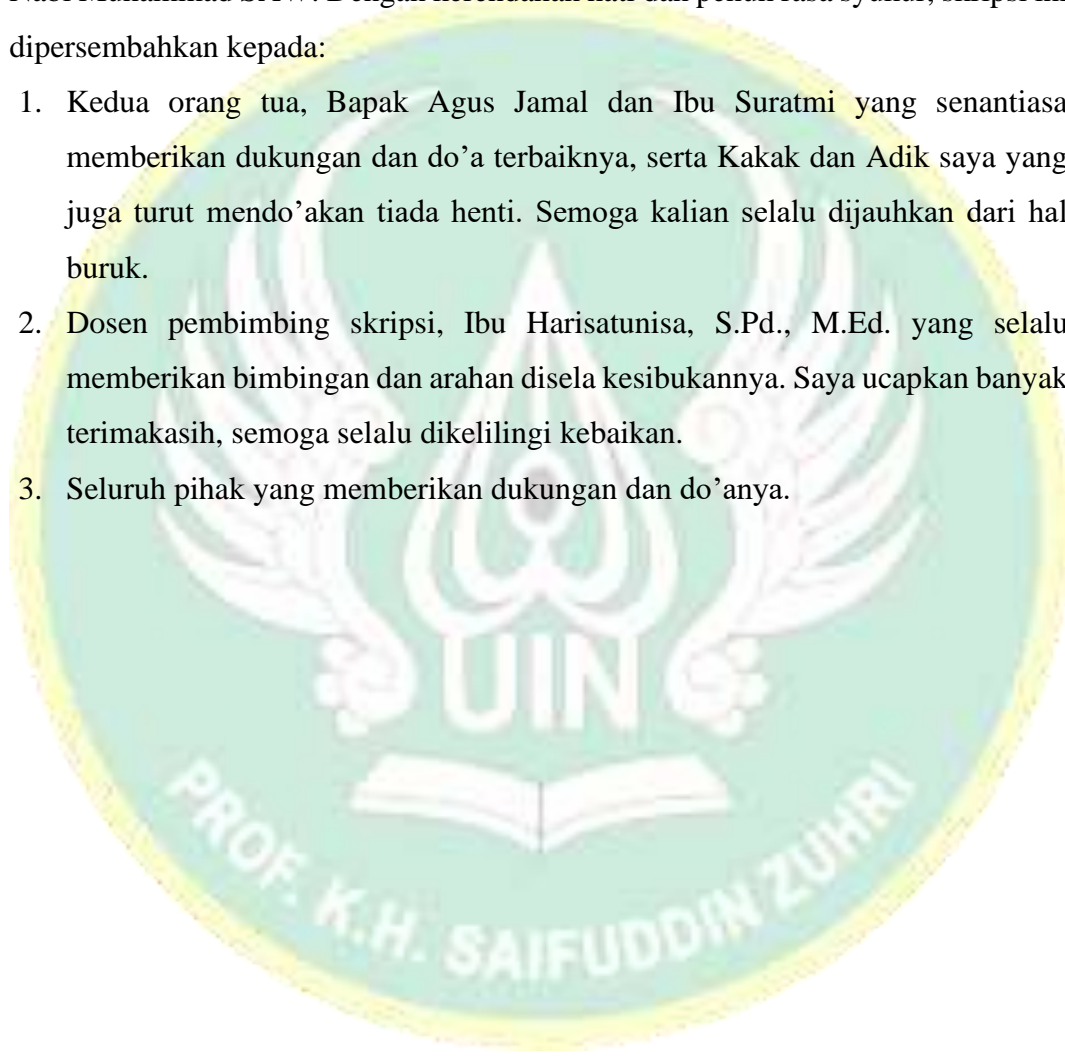 dipersembahkan kepada:
1. Kedua orang tua, Bapak Agus Jamal dan Ibu Suratmi yang senantiasa
memberikan dukungan dan do’a terbaiknya, serta Kakak dan Adik saya yang
juga turut mendo’akan tiada henti. Semoga kalian selalu dijauhkan dari hal
buruk.
2. Dosen pembimbing skripsi, Ibu Harisatunisa, S.Pd., M.Ed. yang selalu
memberikan bimbingan dan arahan disela kesibukannya. Saya ucapkan banyak
terimakasih, semoga selalu dikelilingi kebaikan.
3. Seluruh pihak yang memberikan dukungan dan do’anya.
UIN
PROF. K.H. SAIFUDDIN ZUHRI